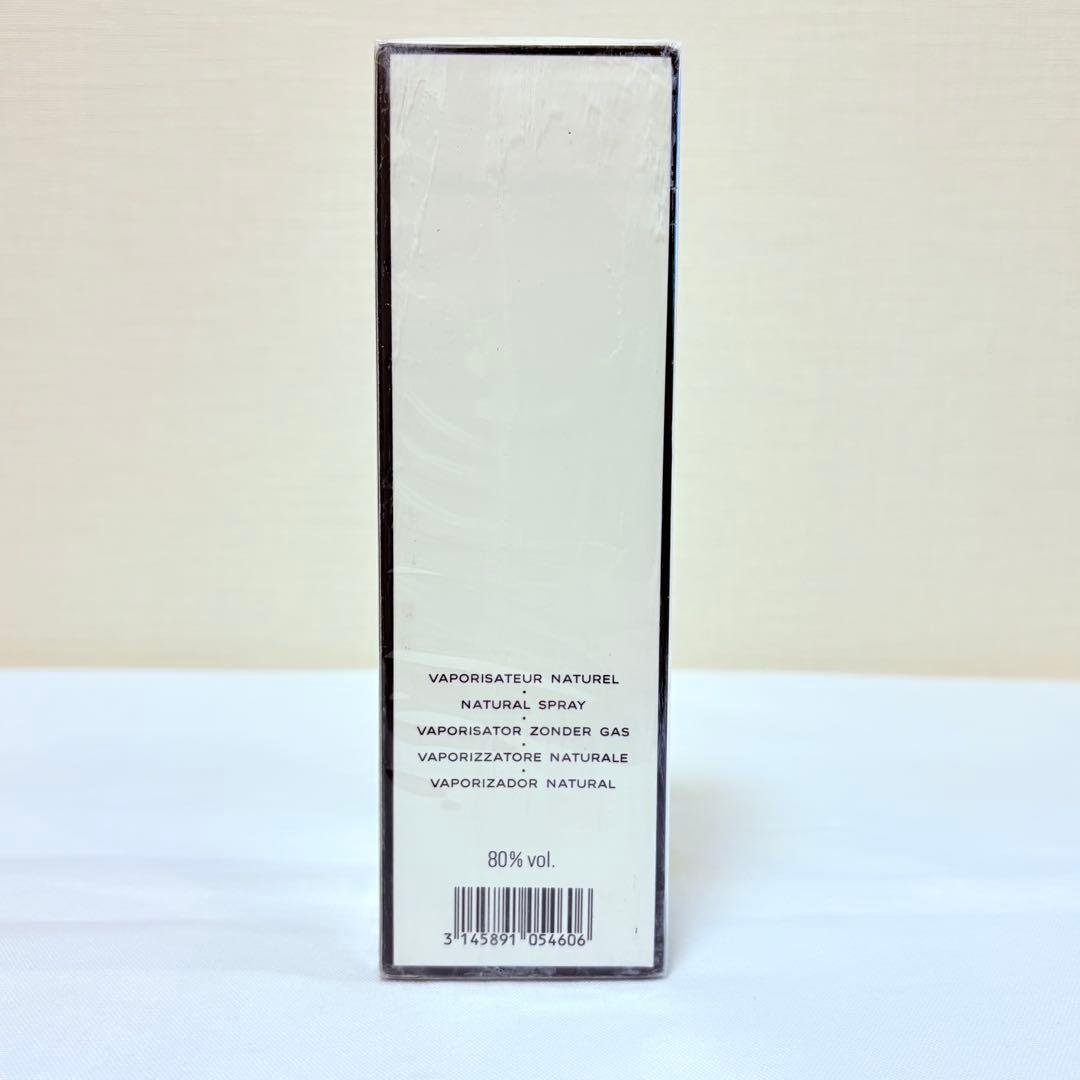 VAPORISATEUR NATUREL
•
NATURAL SPRAY
•
VAPORISATOR ZONDER GAS
•
VAPORIZZATORE NATURALE
•
VAPORIZADOR NATURAL
80% vol.
3 145891 054606